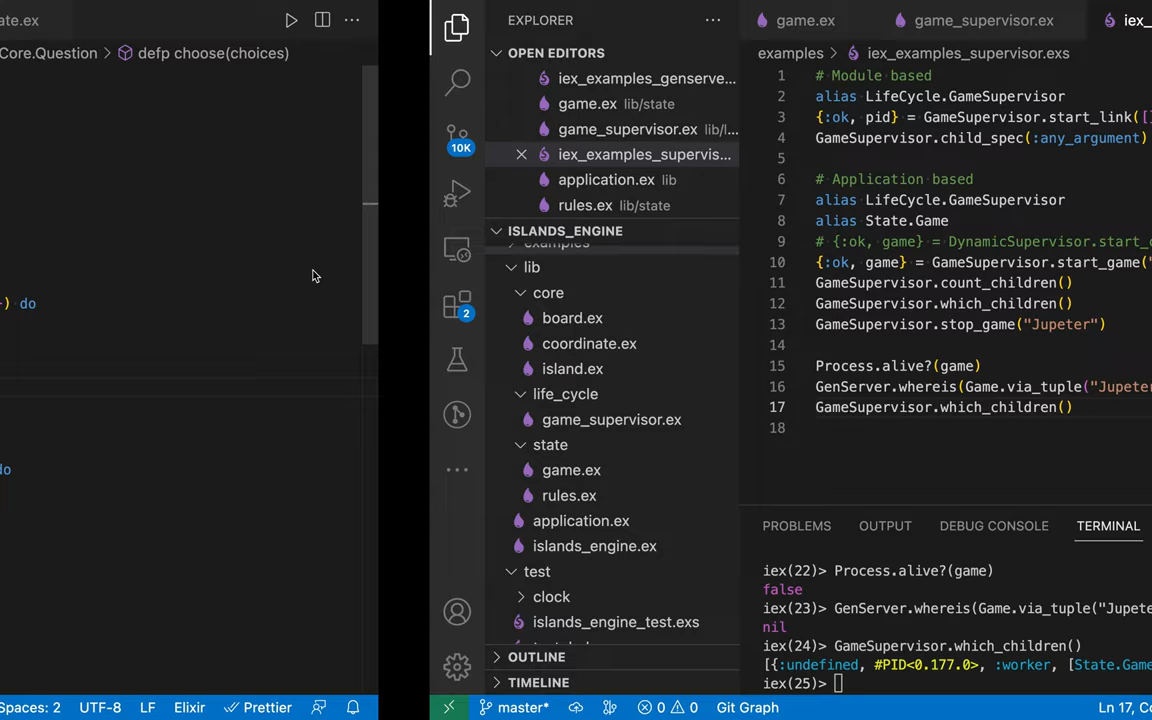 ate.ex
Core.Question > defp choose(choices)
) do
do
Spaces: 2 UTF-8 LF Elixir Prettier
EXPLORER
OPEN EDITORS
iex_examples_genserve...
game.ex lib/state
game_supervisor.ex lib/l...
iex_examples_supervis...
application.ex lib
rules.ex lib/state
ISLANDS_ENGINE
examples
lib
core
board.ex
coordinate.ex
island.ex
life_cycle
game_supervisor.ex
state
game.ex
rules.ex
application.ex
islands_engine.ex
test
clock
islands_engine_test.exs
OUTLINE
TIMELINE
10K
2
game.ex game_supervisor.ex iex_
examples > iex_examples_supervisor.exs
1 # Module based
2 alias LifeCycle.GameSupervisor
3 {:ok, pid} = GameSupervisor.start_link([]
4 GameSupervisor.child_spec(:any_argument)
5
6 # Application based
7 alias LifeCycle.GameSupervisor
8 alias State.Game
9 # {:ok, game} = DynamicSupervisor.start_c
10 {:ok, game} = GameSupervisor.start_game("
11 GameSupervisor.count_children()
12 GameSupervisor.which_children()
13 GameSupervisor.stop_game("Jupeter")
14
15 Process.alive?(game)
16 GenServer.whereis(Game.via_tuple("Jupeter
17 GameSupervisor.which_children()
18
PROBLEMS OUTPUT DEBUG CONSOLE TERMINAL
iex(22)> Process.alive?(game)
false
iex(23)> GenServer.whereis(Game.via_tuple("Jupete
nil
iex(24)> GameSupervisor.which_children()
[{:undefined, #PID<0.177.0>, :worker, [State.Game
iex(25)>
master* 0 0 Git Graph Ln 17, Co